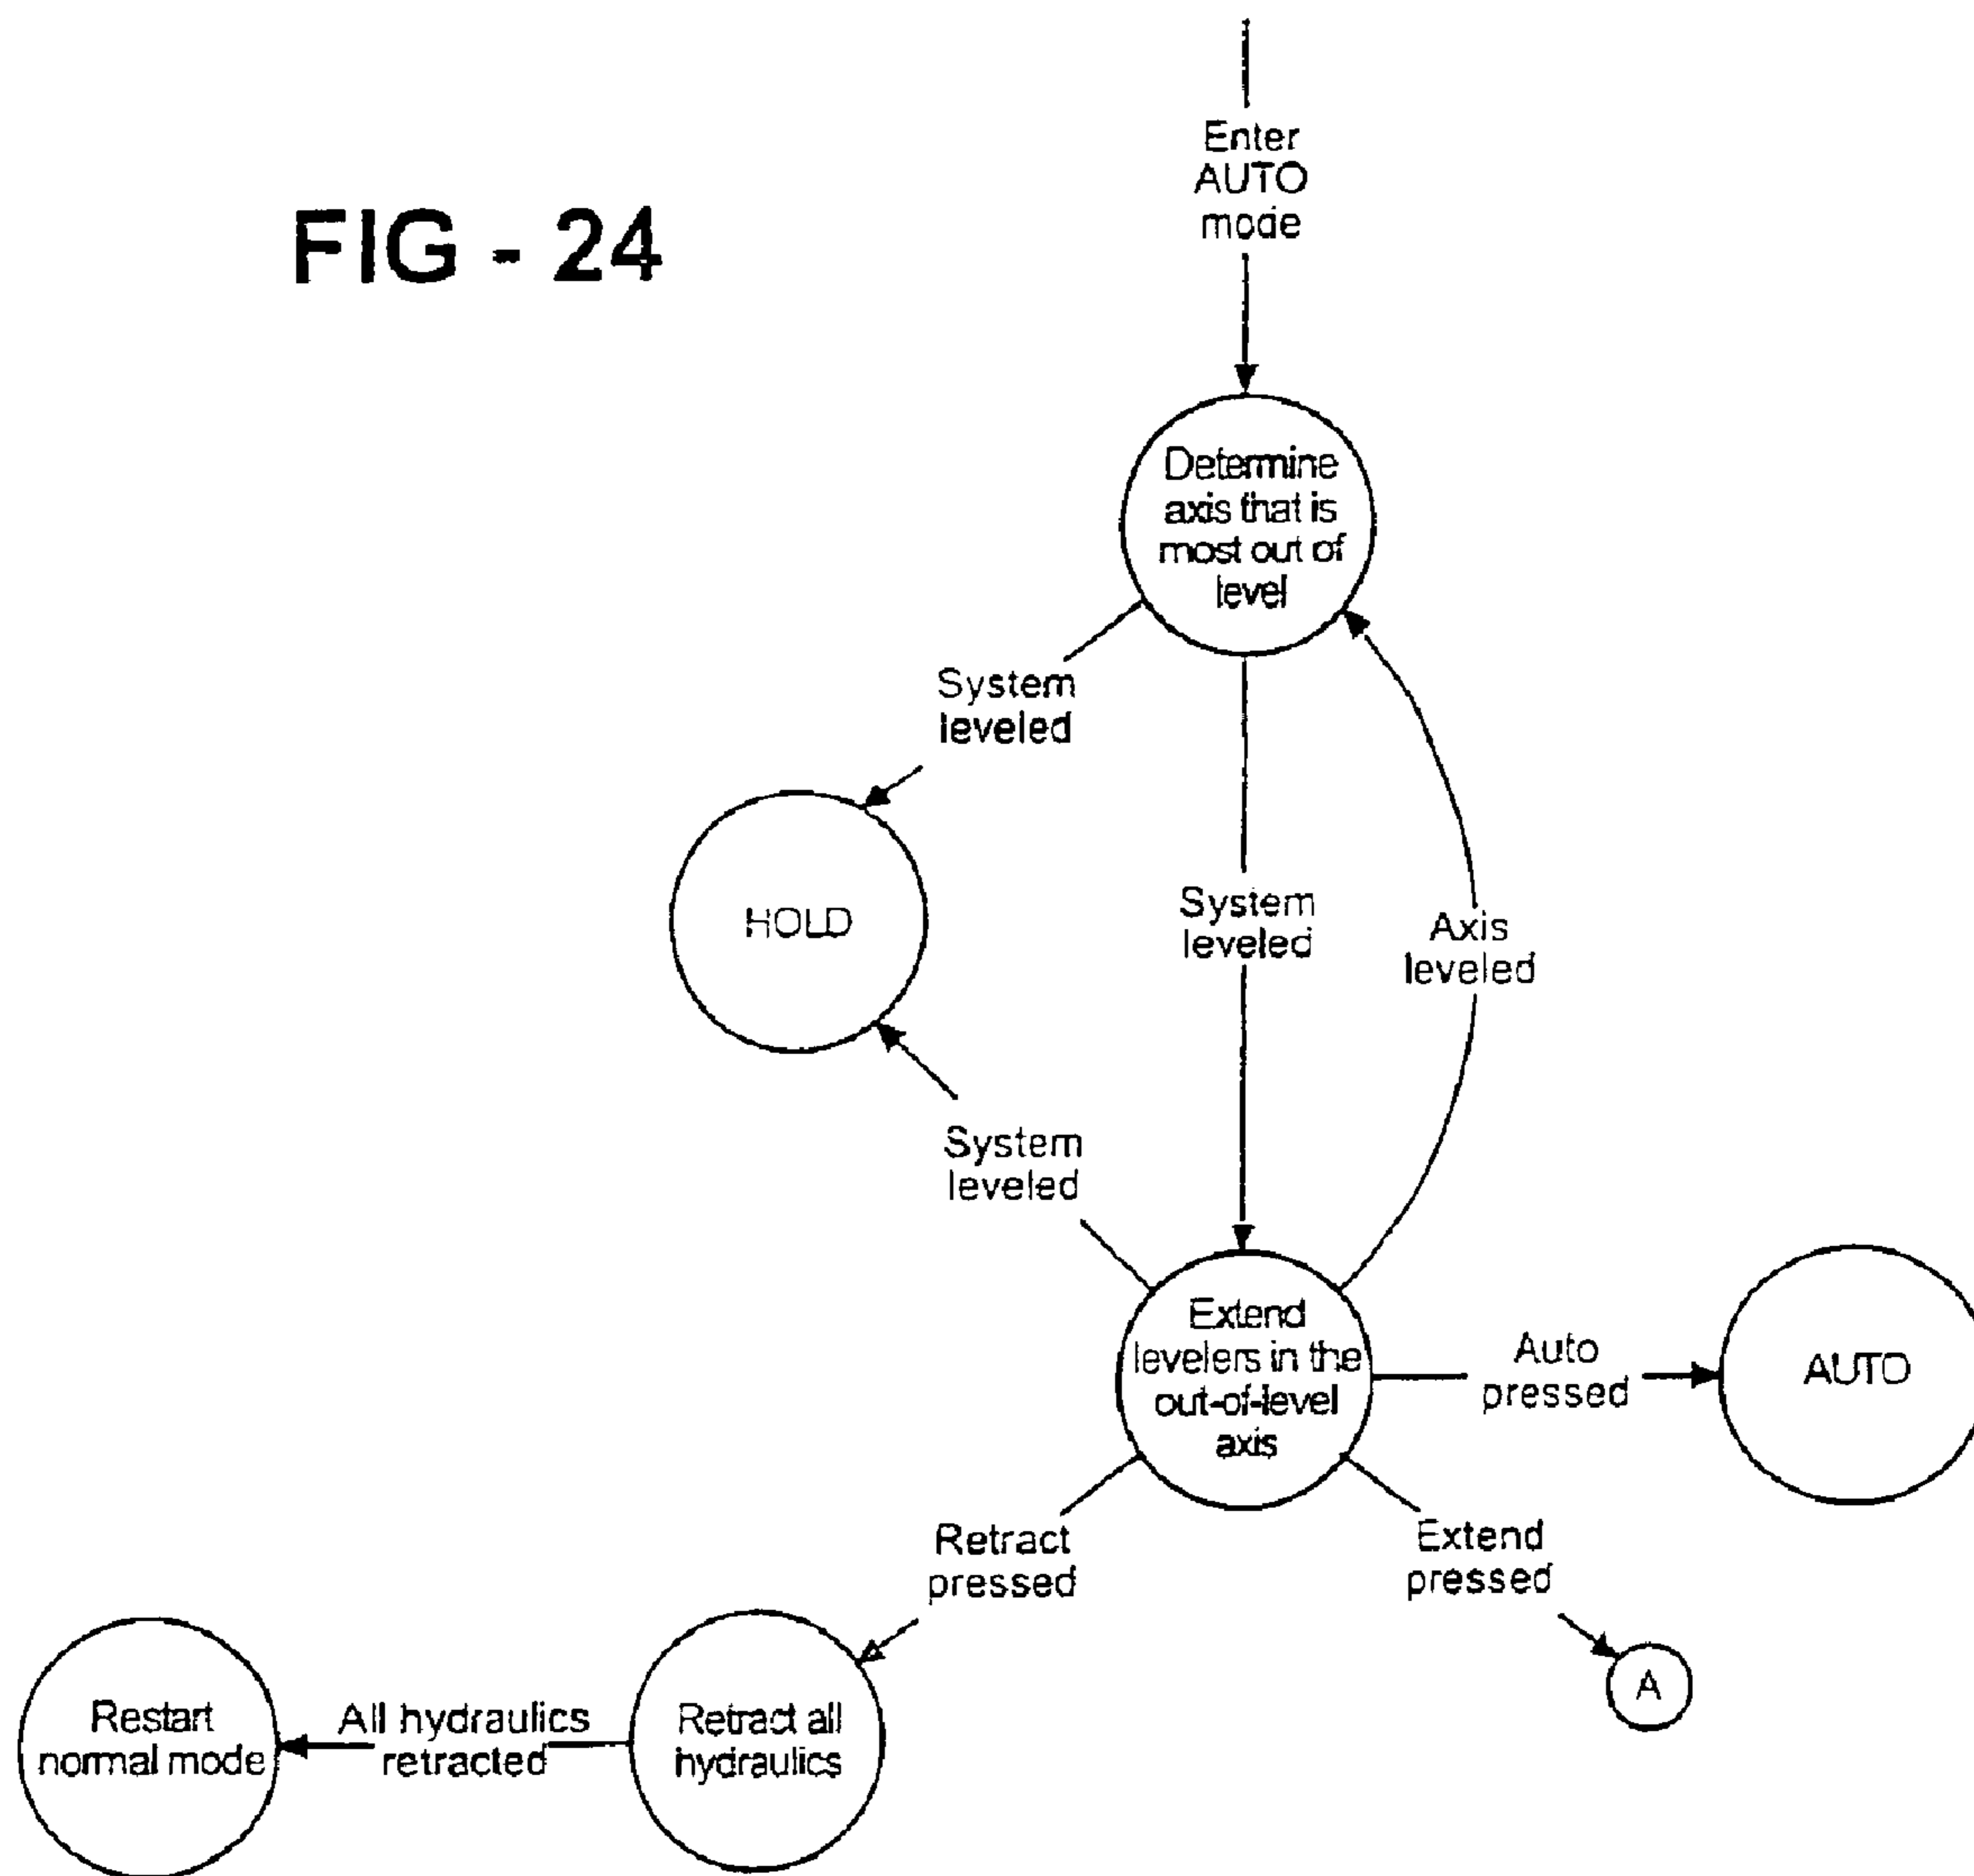 FIG - 24
Enter
AUTO
mode
Determine
axis that is
most out of
level
System
leveled
HOLD
System
leveled
Axis
leveled
System
leveled
Extend
levelers in the
out-of-level
axis
Auto
pressed
AUTO
Retract
pressed
Extend
pressed
A
Restart
normal mode
All hydraulics
retracted
Retract all
hydraulics